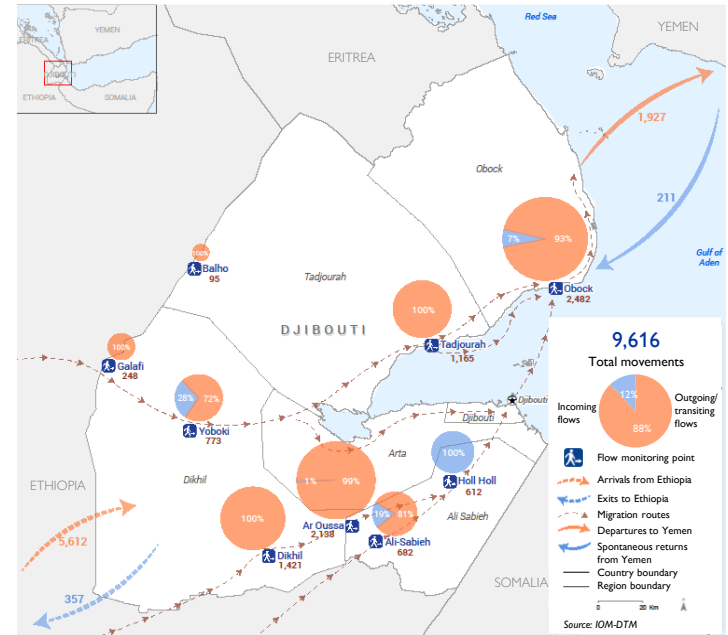 Red Sea
YEMEN
YEMEN
ERITREA
DJIBOUTI
ETHIOPIA
SOMALIA
ERITREA
1,927
Obock
211
7%
93%
Gulf of
Aden
100%
Balho
95
Tadjourah
100%
Obock
2,482
DJIBOUTI
100%
Galafi
248
Tadjourah
1,165
28%
72%
Yoboki
773
Djibouti
Djibouti
Arta
100%
Holl Holl
612
Dikhil
1%
99%
ETHIOPIA
100%
Ar Oussa
2,138
19%
81%
Ali Sabieh
Ali-Sabieh
682
5,612
Dikhil
1,421
357
SOMALIA
9,616
Total movements
12%
88%
Incoming
flows
Outgoing/
transiting
flows
Flow monitoring point
Arrivals from Ethiopia
Exits to Ethiopia
Migration routes
Departures to Yemen
Spontaneous returns
from Yemen
Country boundary
Region boundary
0 20 Km
Source: IOM-DTM